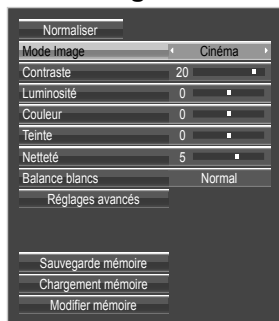 Normaliser
Mode Image Cinéma
Contraste 20
Luminosité 0
Couleur 0
Teinte 0
Netteté 5
Balance blancs Normal
Réglages avancés
Sauvegarde mémoire
Chargement mémoire
Modifier mémoire